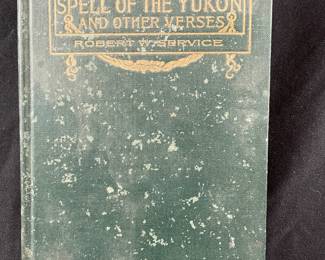 SPELL OF THE YUKON
AND OTHER VERSES
ROBERT W. SERVICE